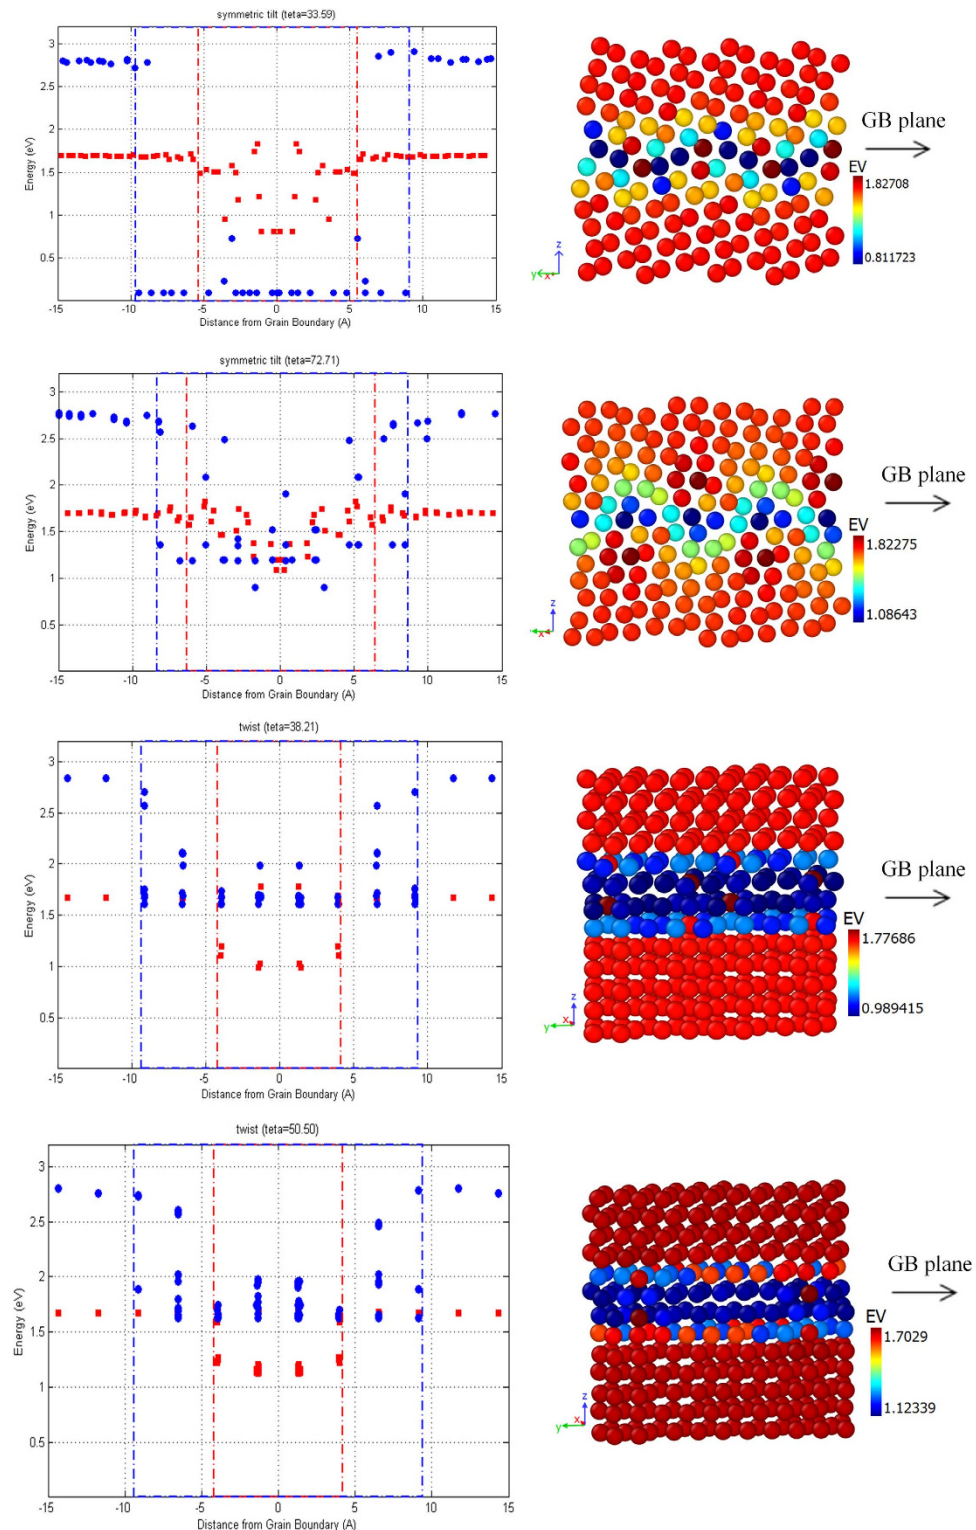 symmetric tilt (teta=33.59)
3
2.5
2
1.5
1
0.5
Energy (eV)
-15 -10 -5 0 5 10 15
Distance from Grain Boundary (A)
GB plane
EV
1.82708
0.811723
z
y x
symmetric tilt (teta=72.71)
3
2.5
2
1.5
1
0.5
Energy (eV)
-15 -10 -5 0 5 10 15
Distance from Grain Boundary (A)
GB plane
EV
1.82275
1.08643
z
x
twist (teta=38.21)
3
2.5
2
1.5
1
0.5
Energy (eV)
-15 -10 -5 0 5 10 15
Distance from Grain Boundary (A)
GB plane
EV
1.77686
0.989415
z
y x
twist (teta=50.50)
3
2.5
2
1.5
1
0.5
Energy (eV)
-15 -10 -5 0 5 10 15
Distance from Grain Boundary (A)
GB plane
EV
1.7029
1.12339
z
y x